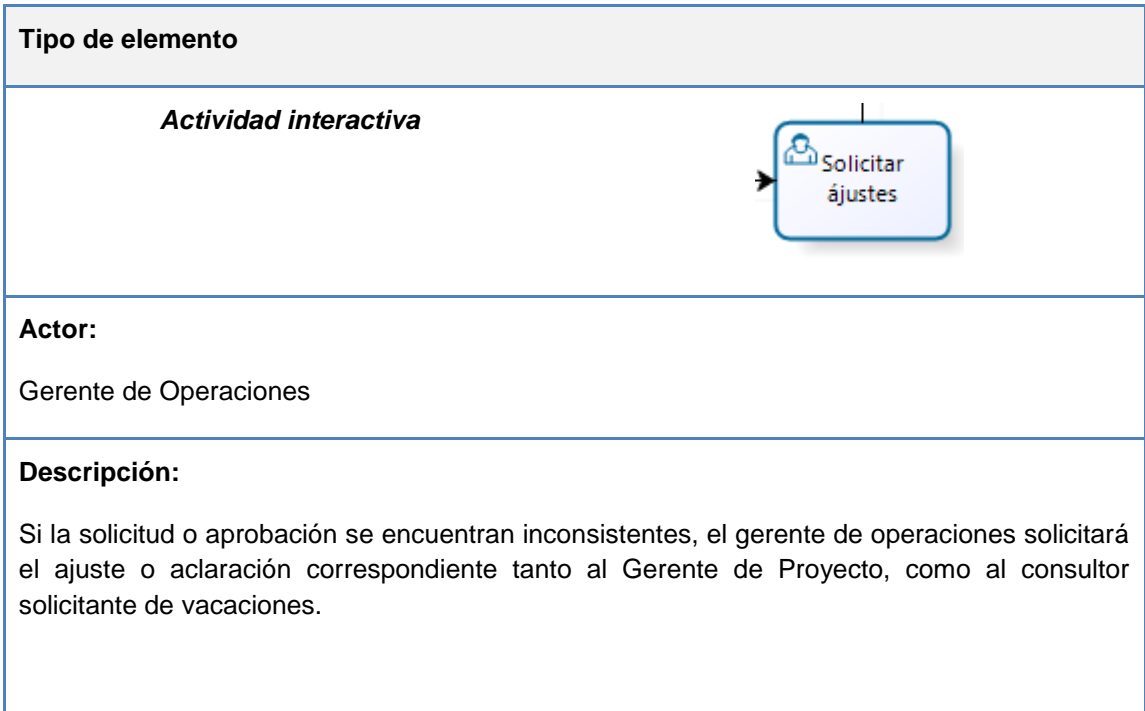 Tipo de elemento
Actividad interactiva
Solicitar
ájustes
Actor:
Gerente de Operaciones
Descripción:
Si la solicitud o aprobación se encuentran inconsistentes, el gerente de operaciones solicitará
el ajuste o aclaración correspondiente tanto al Gerente de Proyecto, como al consultor
solicitante de vacaciones.